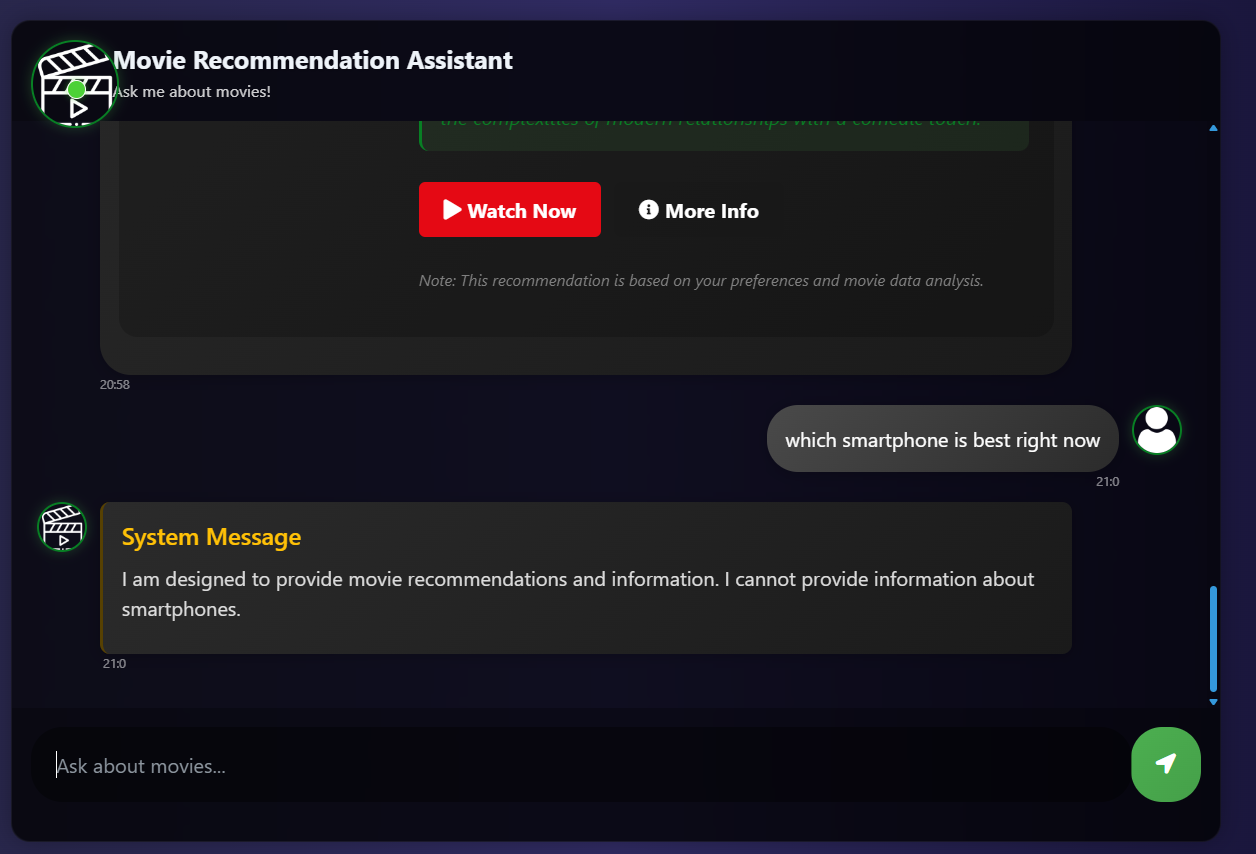 Movie Recommendation Assistant
Ask me about movies!
the complexities of modern relationships with a comedic touch.
Watch Now
More Info
Note: This recommendation is based on your preferences and movie data analysis.
20:58
which smartphone is best right now
21:0
System Message
I am designed to provide movie recommendations and information. I cannot provide information about
smartphones.
21:0
Ask about movies...